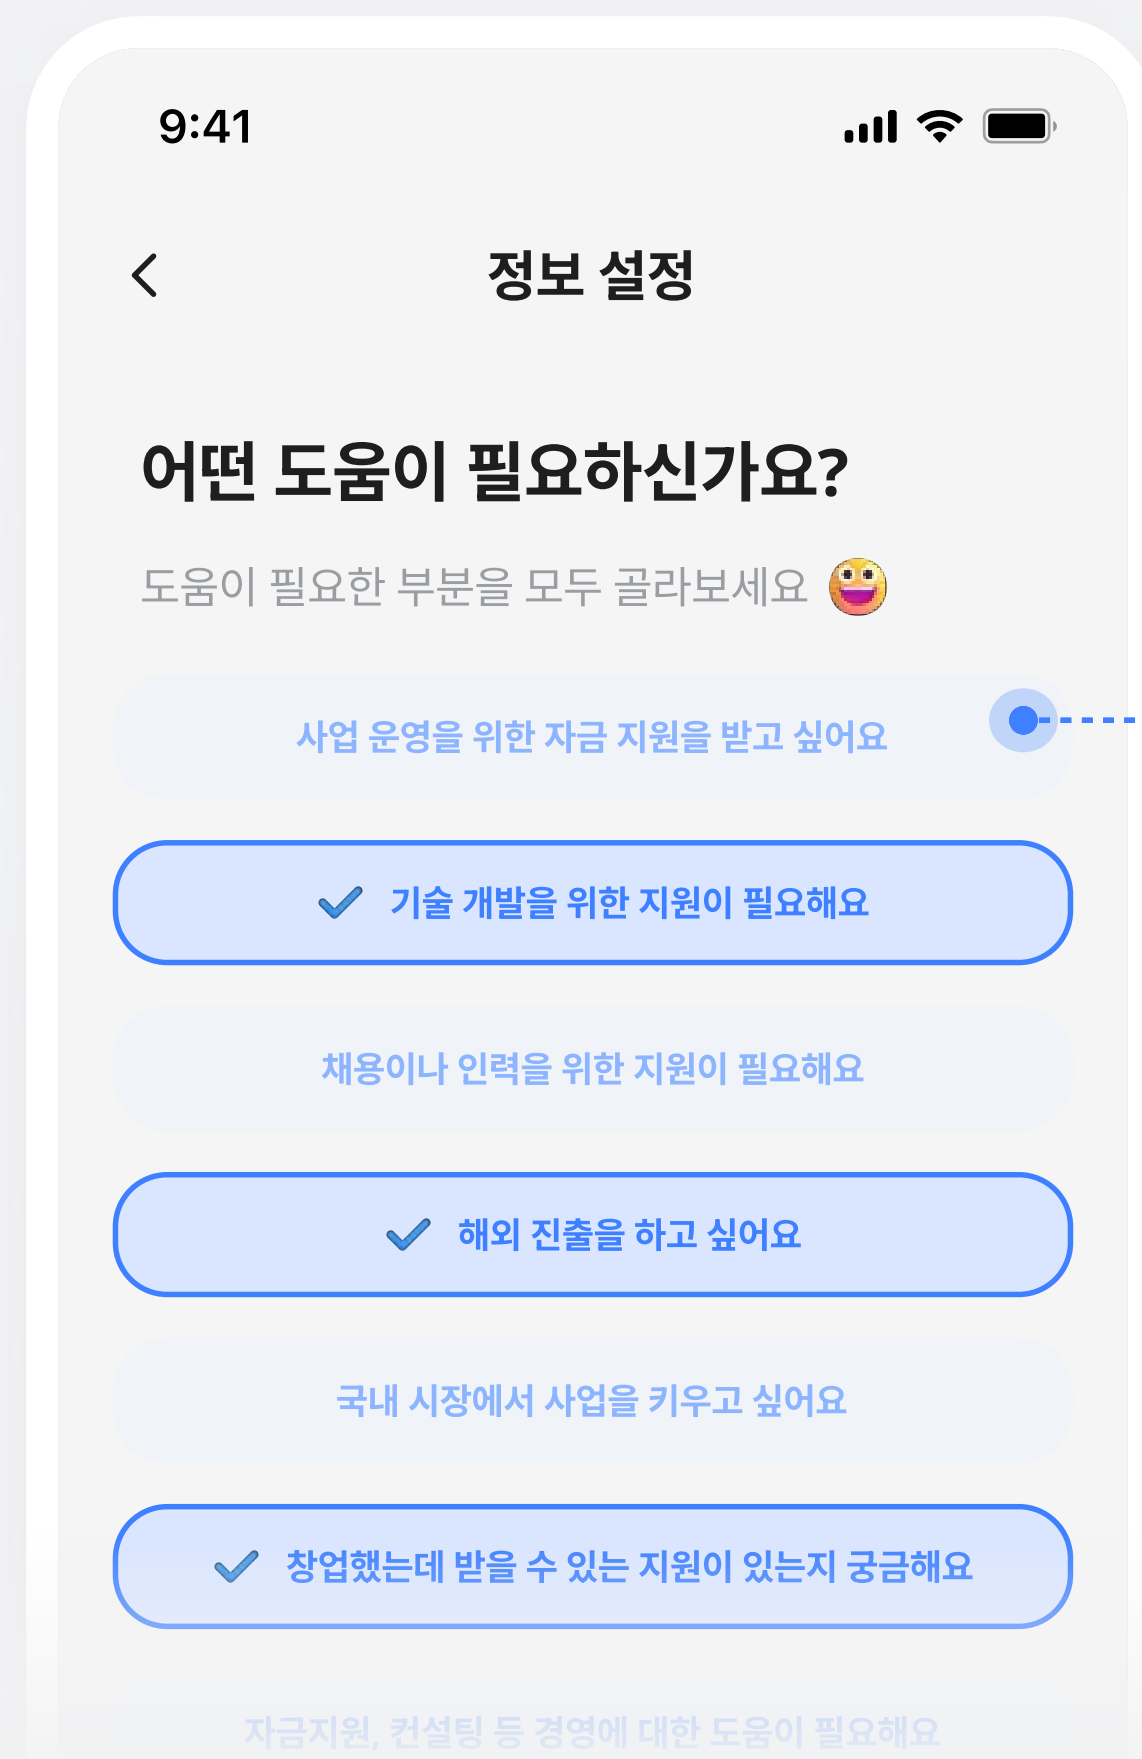 9:41
정보 설정
어떤 도움이 필요하신가요?
도움이 필요한 부분을 모두 골라보세요
사업 운영을 위한 자금 지원을 받고 싶어요
기술 개발을 위한 지원이 필요해요
채용이나 인력을 위한 지원이 필요해요
해외 진출을 하고 싶어요
국내 시장에서 사업을 키우고 싶어요
창업했는데 받을 수 있는 지원이 있는지 궁금해요
자금지원, 컨설팅 등 경영에 대한 도움이 필요해요